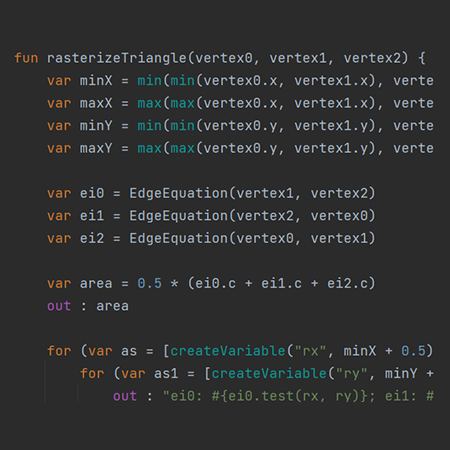 fun rasterizeTriangle(vertex0, vertex1, vertex2) {
var minX = min(min(vertex0.x, vertex1.x), verte
var maxX = max(max(vertex0.x, vertex1.x), verte
var minY = min(min(vertex0.y, vertex1.y), verte
var maxY = max(max(vertex0.y, vertex1.y), verte
var ei0 = EdgeEquation(vertex1, vertex2)
var ei1 = EdgeEquation(vertex2, vertex0)
var ei2 = EdgeEquation(vertex0, vertex1)
var area = 0.5 * (ei0.c + ei1.c + ei2.c)
out : area
for (var as = [createVariable("rx", minX + 0.5)
for (var as1 = [createVariable("ry", minY +
out : "ei0: #{ei0.test(rx, ry)}; ei1: #